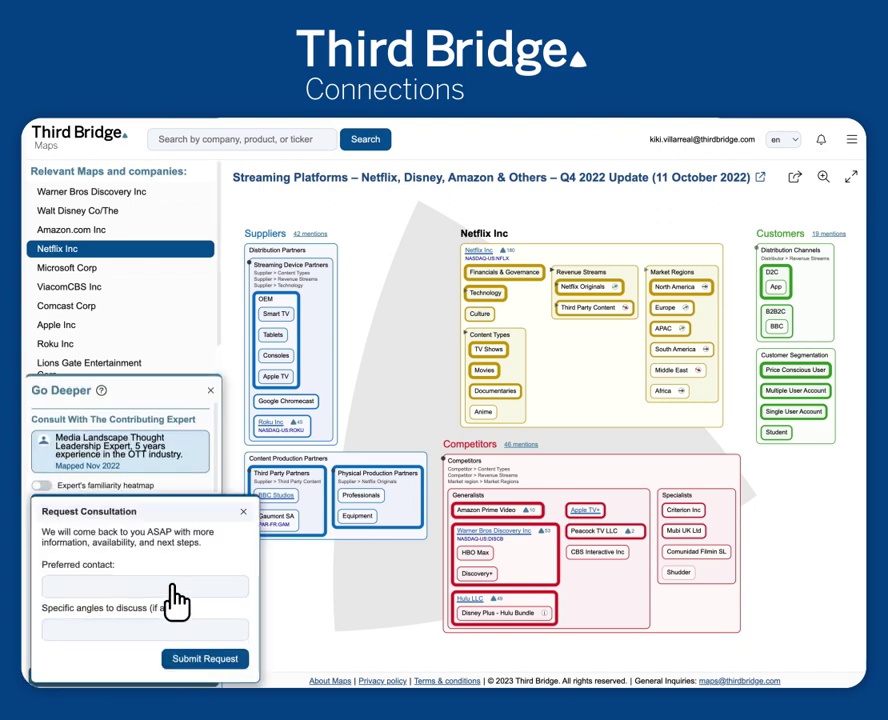 Third Bridge
Connections
Third Bridge
Maps
Search by company, product, or ticker
Search
kiki.villarreal@thirdbridge.com
en
Relevant Maps and companies:
Warner Bros Discovery Inc
Walt Disney Co/The
Amazon.com Inc
Netflix Inc
Microsoft Corp
ViacomCBS Inc
Comcast Corp
Apple Inc
Roku Inc
Lions Gate Entertainment
Streaming Platforms – Netflix, Disney, Amazon & Others – Q4 2022 Update (11 October 2022)
Suppliers 42 mentions
Distribution Partners
Streaming Device Partners
Supplier > Content Types
Supplier > Revenue Streams
Supplier > Technology
OEM
Smart TV
Tablets
Consoles
Apple TV
Google Chromecast
Roku Inc
NASDAQ-US:ROKU
Content Production Partners
Third Party Partners
Supplier > Third Party Content
BBC Studios
Gaumont SA
PAR-FR:GAM
Physical Production Partners
Supplier > Netflix Originals
Professionals
Equipment
Netflix Inc
Netflix Inc
NASDAQ-US:NFLX
Financials & Governance
Technology
Culture
Content Types
TV Shows
Movies
Documentaries
Anime
Revenue Streams
Netflix Originals
Third Party Content
Market Regions
North America
Europe
APAC
South America
Middle East
Africa
Customers 19 mentions
Distribution Channels
Distributor > Revenue Streams
D2C
App
B2B2C
BBC
Customer Segmentation
Price Conscious User
Multiple User Account
Single User Account
Student
Competitors 46 mentions
Competitors
Competitor > Content Types
Competitor > Revenue Streams
Market region > Market Regions
Generalists
Amazon Prime Video 10
Warner Bros Discovery Inc 53
NASDAQ-US:DISCB
HBO Max
Discovery+
Hulu LLC 49
Disney Plus - Hulu Bundle
Apple TV+
Peacock TV LLC 2
CBS Interactive Inc
Specialists
Criterion Inc
Mubi UK Ltd
Comunidad Filmin SL
Shudder
Go Deeper
Consult With The Contributing Expert
Media Landscape Thought
Leadership Expert, 5 years
experience in the OTT industry.
Mapped Nov 2022
Expert's familiarity heatmap
Request Consultation
We will come back to you ASAP with more
information, availability, and next steps.
Preferred contact:
Specific angles to discuss (if a
Submit Request
About Maps | Privacy policy | Terms & conditions | © 2023 Third Bridge. All rights reserved. | General Inquiries: maps@thirdbridge.com